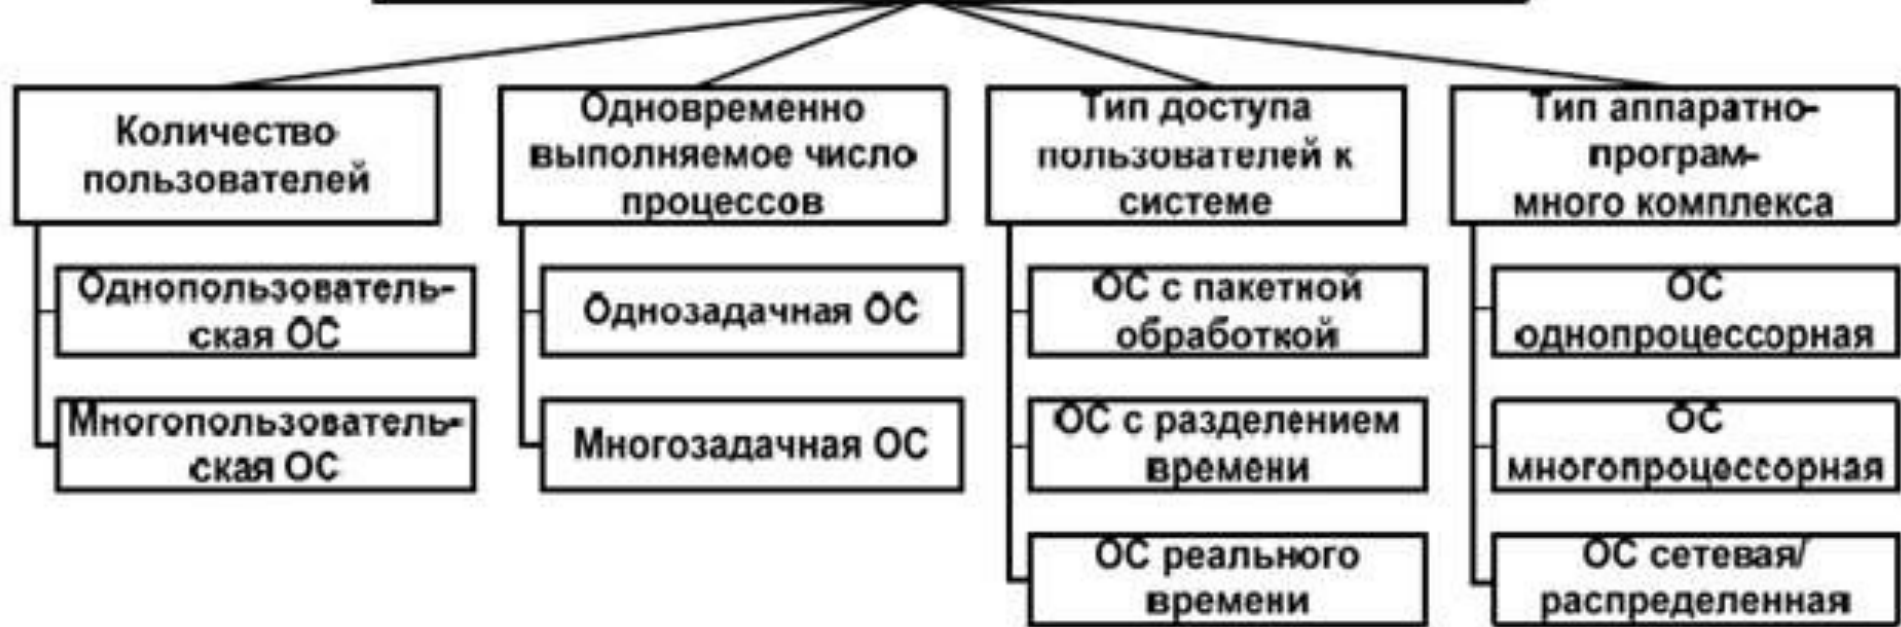 Количество
пользователей
Одновременно
выполняемое число
процессов
Тип доступа
пользователей к
системе
Тип аппаратно-
програм-
много комплекса
Однопользователь-
ская ОС
Многопользователь-
ская ОС
Однозадачная ОС
Многозадачная ОС
ОС с пакетной
обработкой
ОС с разделением
времени
ОС реального
времени
ОС
однопроцессорная
ОС
многопроцессорная
ОС сетевая/
распределенная